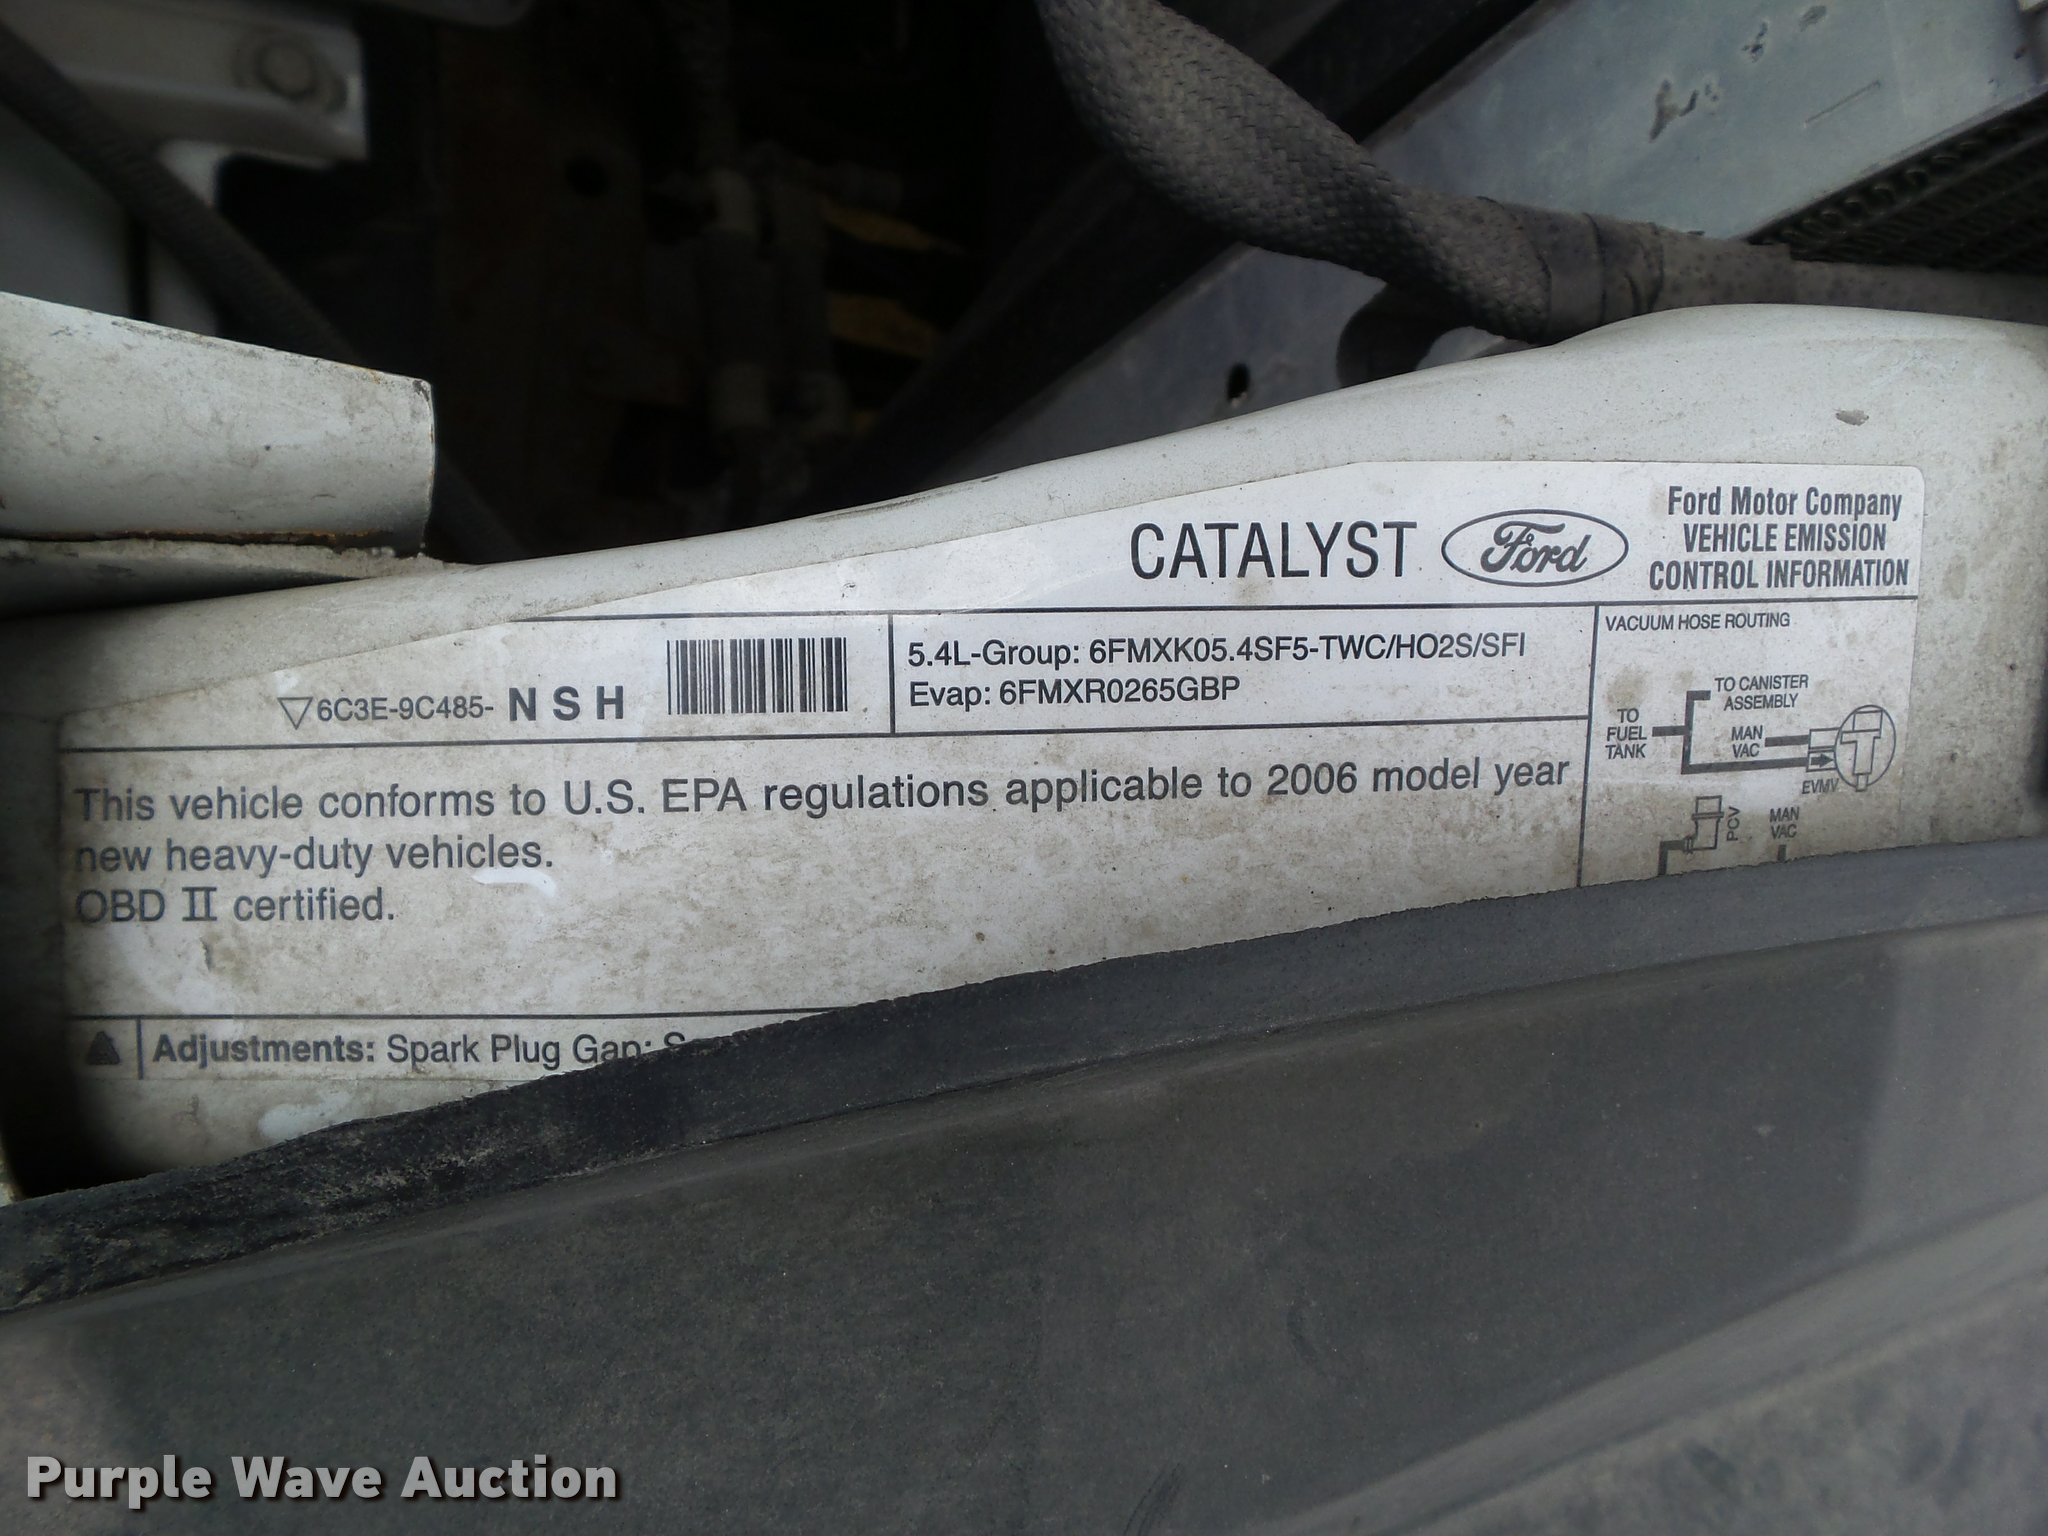 CATALYST Ford
Ford Motor Company
VEHICLE EMISSION
CONTROL INFORMATION
6C3E-9C485- NSH
5.4L-Group: 6FMXK05.4SF5-TWC/HO2S/SFI
Evap: 6FMXR0265GBP
This vehicle conforms to U.S. EPA regulations applicable to 2006 model year
new heavy-duty vehicles.
OBD II certified.
VACUUM HOSE ROUTING
TO CANISTER
ASSEMBLY
TO
FUEL
TANK
MAN
VAC
EVMV
PCV
MAN
VAC
Adjustments: Spark Plug Gap:
Purple Wave Auction